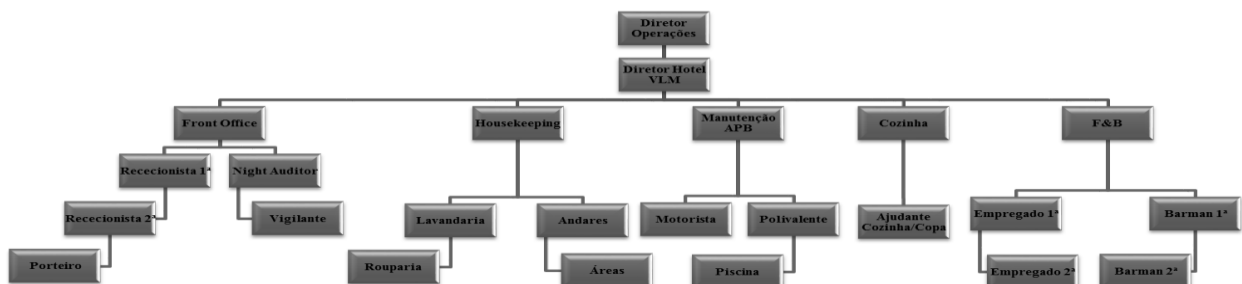 Diretor
Operações
Diretor Hotel
VLM
Front Office
Housekeeping
Manutenção
APB
Cozinha
F&B
Rececionista 1ª
Night Auditor
Rececionista 2ª
Vigilante
Lavandaria
Andares
Motorista
Polivalente
Ajudante
Cozinha/Copa
Empregado 1ª
Barman 1ª
Porteiro
Rouparia
Áreas
Piscina
Empregado 2ª
Barman 2ª